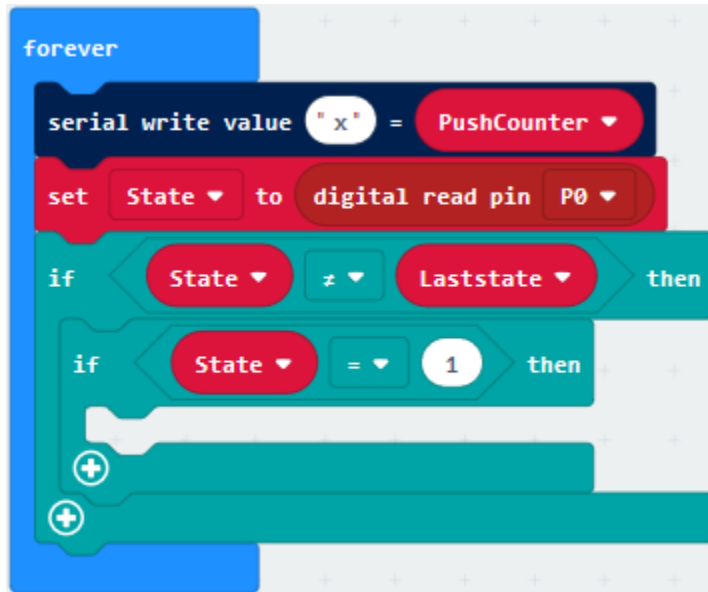 forever
serial write value "x" = PushCounter
set State to digital read pin P0
if State ≠ Laststate then
if State = 1 then